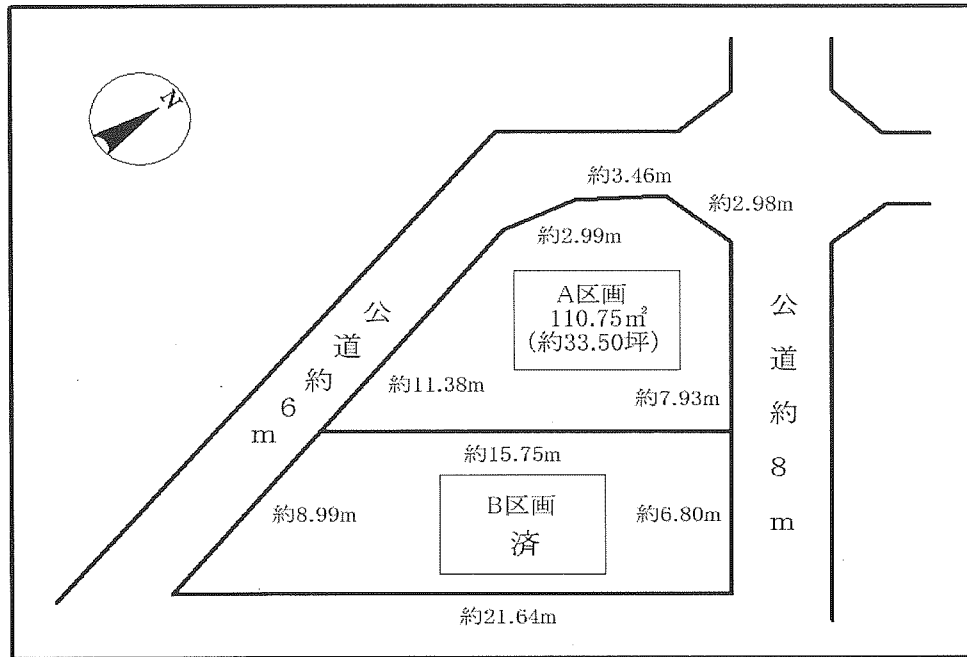 N
約3.46m
約2.98m
約2.99m
A区画
110.75㎡
(約33.50坪)
公道約6m
公道約8m
約11.38m
約7.93m
約15.75m
約8.99m
B区画
済
約6.80m
約21.64m